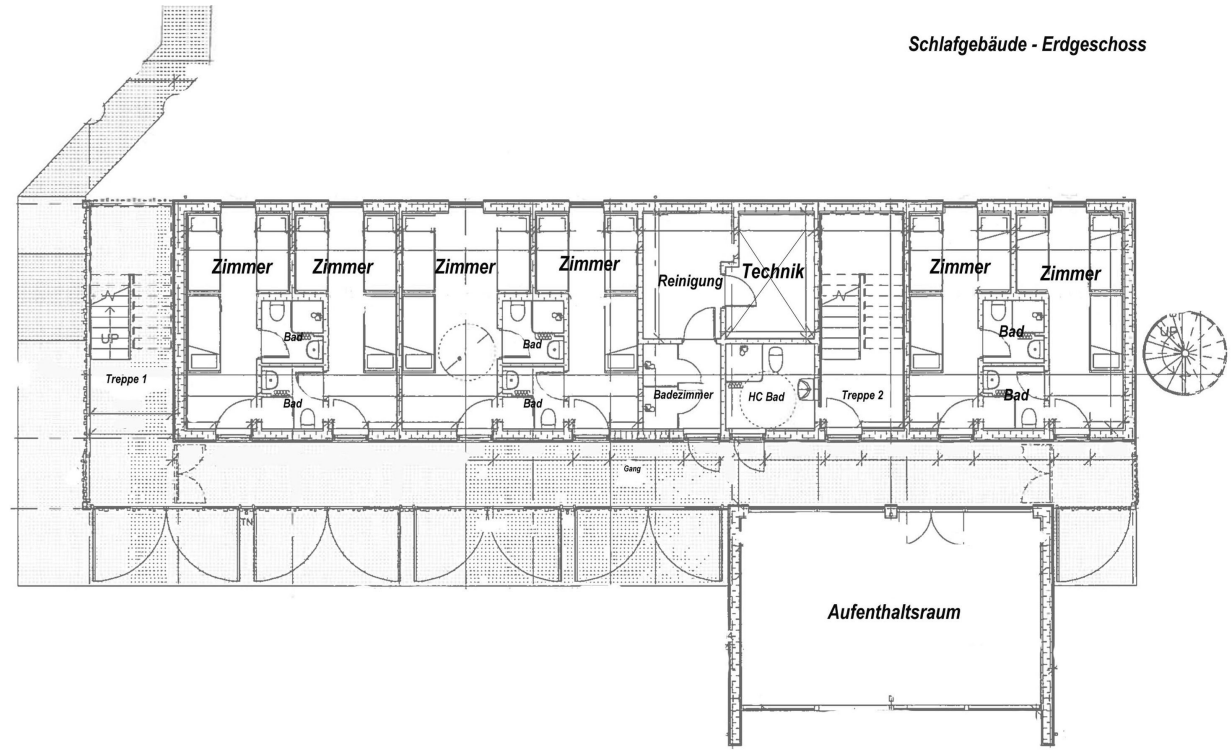 Schlafgebäude - Erdgeschoss
Zimmer
Zimmer
Zimmer
Zimmer
Reinigung
Technik
Zimmer
Zimmer
UP
Bad
Bad
Bad
UP
Treppe 1
Bad
Bad
Badezimmer
HC Bad
Treppe 2
Bad
Gang
TN
Aufenthaltsraum